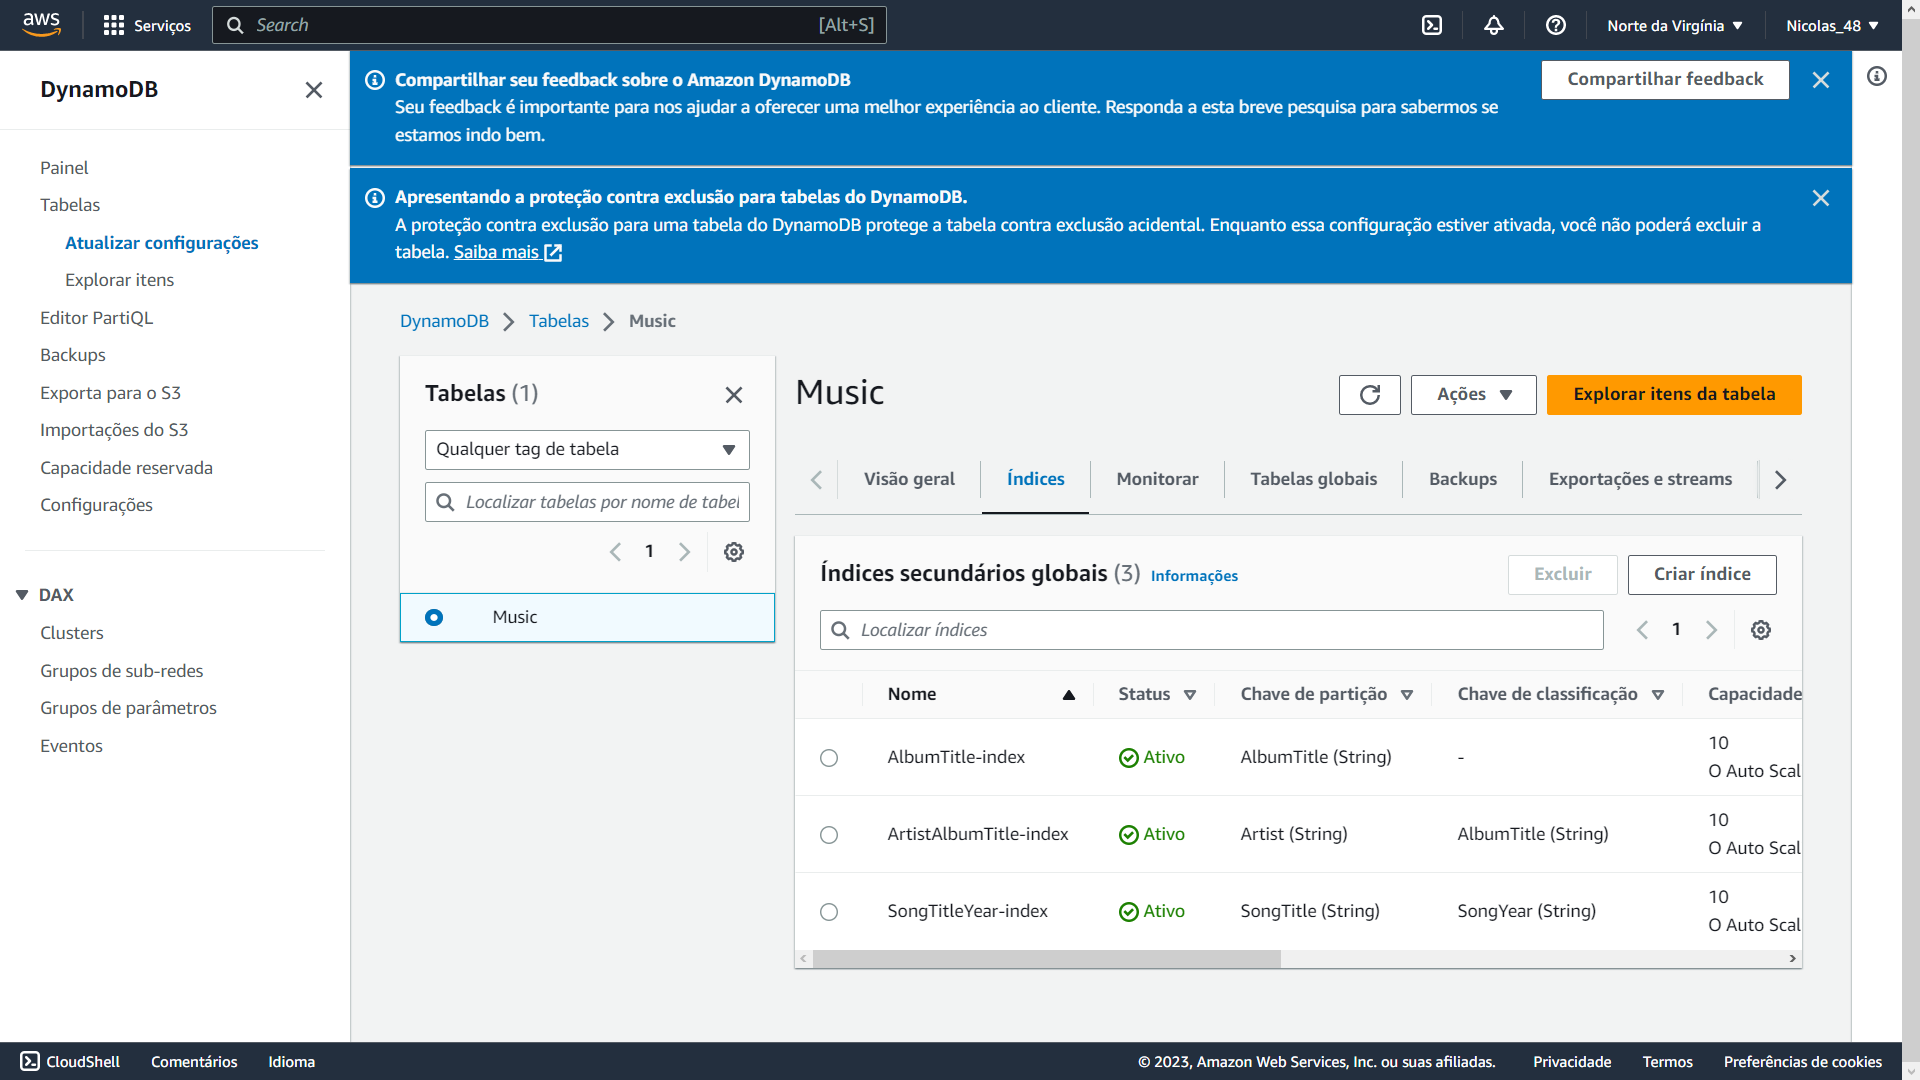 aws
Serviços
Search
[Alt+S]
Norte da Virgínia
Nicolas_48
DynamoDB
Painel
Tabelas
Atualizar configurações
Explorar itens
Editor PartiQL
Backups
Exporta para o S3
Importações do S3
Capacidade reservada
Configurações
DAX
Clusters
Grupos de sub-redes
Grupos de parâmetros
Eventos
Compartilhar seu feedback sobre o Amazon DynamoDB
Seu feedback é importante para nos ajudar a oferecer uma melhor experiência ao cliente. Responda a esta breve pesquisa para sabermos se
estamos indo bem.
Compartilhar feedback
Apresentando a proteção contra exclusão para tabelas do DynamoDB.
A proteção contra exclusão para uma tabela do DynamoDB protege a tabela contra exclusão acidental. Enquanto essa configuração estiver ativada, você não poderá excluir a
tabela. Saiba mais
DynamoDB
Tabelas
Music
Tabelas (1)
Qualquer tag de tabela
Localizar tabelas por nome de tabel
1
Music
Music
Ações
Explorar itens da tabela
Visão geral
Índices
Monitorar
Tabelas globais
Backups
Exportações e streams
Índices secundários globais (3)
Informações
Excluir
Criar índice
Localizar índices
1
Nome
Status
Chave de partição
Chave de classificação
Capacidade
AlbumTitle-index
Ativo
AlbumTitle (String)
-
10
O Auto Scal
ArtistAlbumTitle-index
Ativo
Artist (String)
AlbumTitle (String)
10
O Auto Scal
SongTitleYear-index
Ativo
SongTitle (String)
SongYear (String)
10
O Auto Scal
CloudShell
Comentários
Idioma
© 2023, Amazon Web Services, Inc. ou suas afiliadas.
Privacidade
Termos
Preferências de cookies